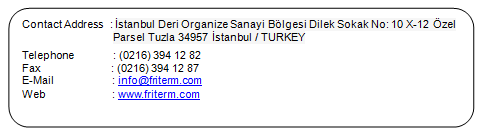 Contact Address : İstanbul Deri Organize Sanayi Bölgesi Dilek Sokak No: 10 X-12 Özel
Parsel Tuzla 34957 İstanbul / TURKEY
Telephone : (0216) 394 12 82
Fax : (0216) 394 12 87
E-Mail : info@friterm.com
Web : www.friterm.com